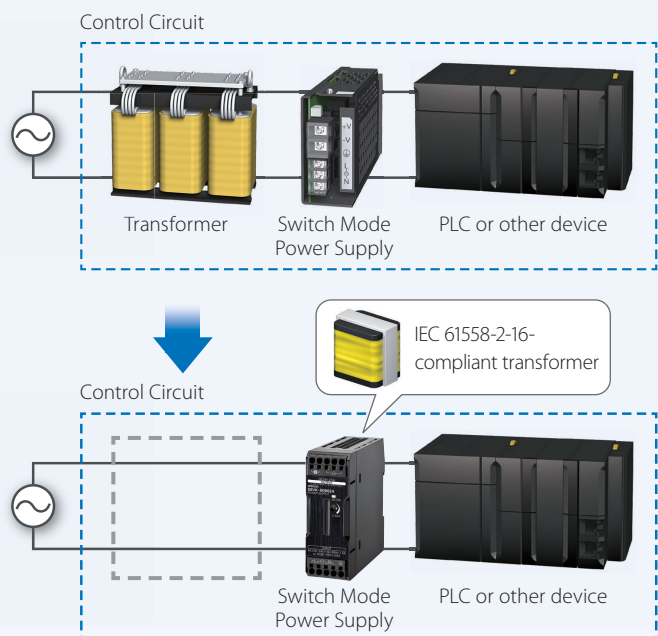 Control Circuit
+V
-V
L
N
Transformer
Switch Mode
Power Supply
PLC or other device
IEC 61558-2-16-
compliant transformer
Control Circuit
Switch Mode
Power Supply
PLC or other device